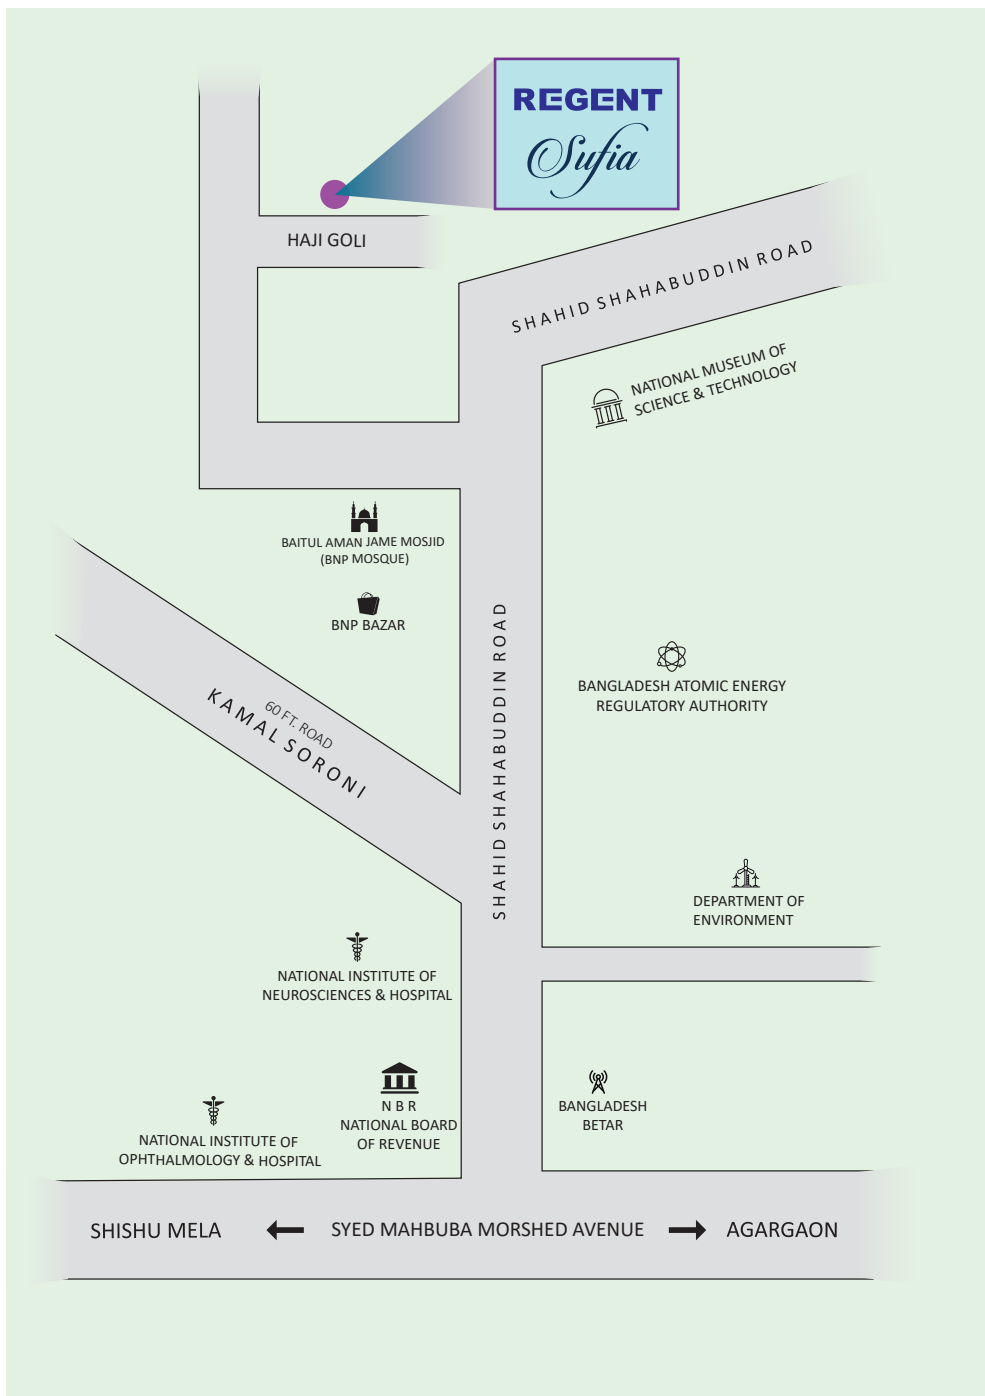 REGENT
Sufia
HAJI GOLI
SHAHID SHAHABUDDIN ROAD
NATIONAL MUSEUM OF
SCIENCE & TECHNOLOGY
BAITUL AMAN JAME MOSJID
(BNP MOSQUE)
BNP BAZAR
SHAHID SHAHABUDDIN ROAD
BANGLADESH ATOMIC ENERGY
REGULATORY AUTHORITY
60 FT. ROAD
KAMAL SORONI
DEPARTMENT OF
ENVIRONMENT
NATIONAL INSTITUTE OF
NEUROSCIENCES & HOSPITAL
N B R
NATIONAL BOARD
OF REVENUE
BANGLADESH
BETAR
NATIONAL INSTITUTE OF
OPHTHALMOLOGY & HOSPITAL
SHISHU MELA
SYED MAHBUBA MORSHED AVENUE
AGARGAON